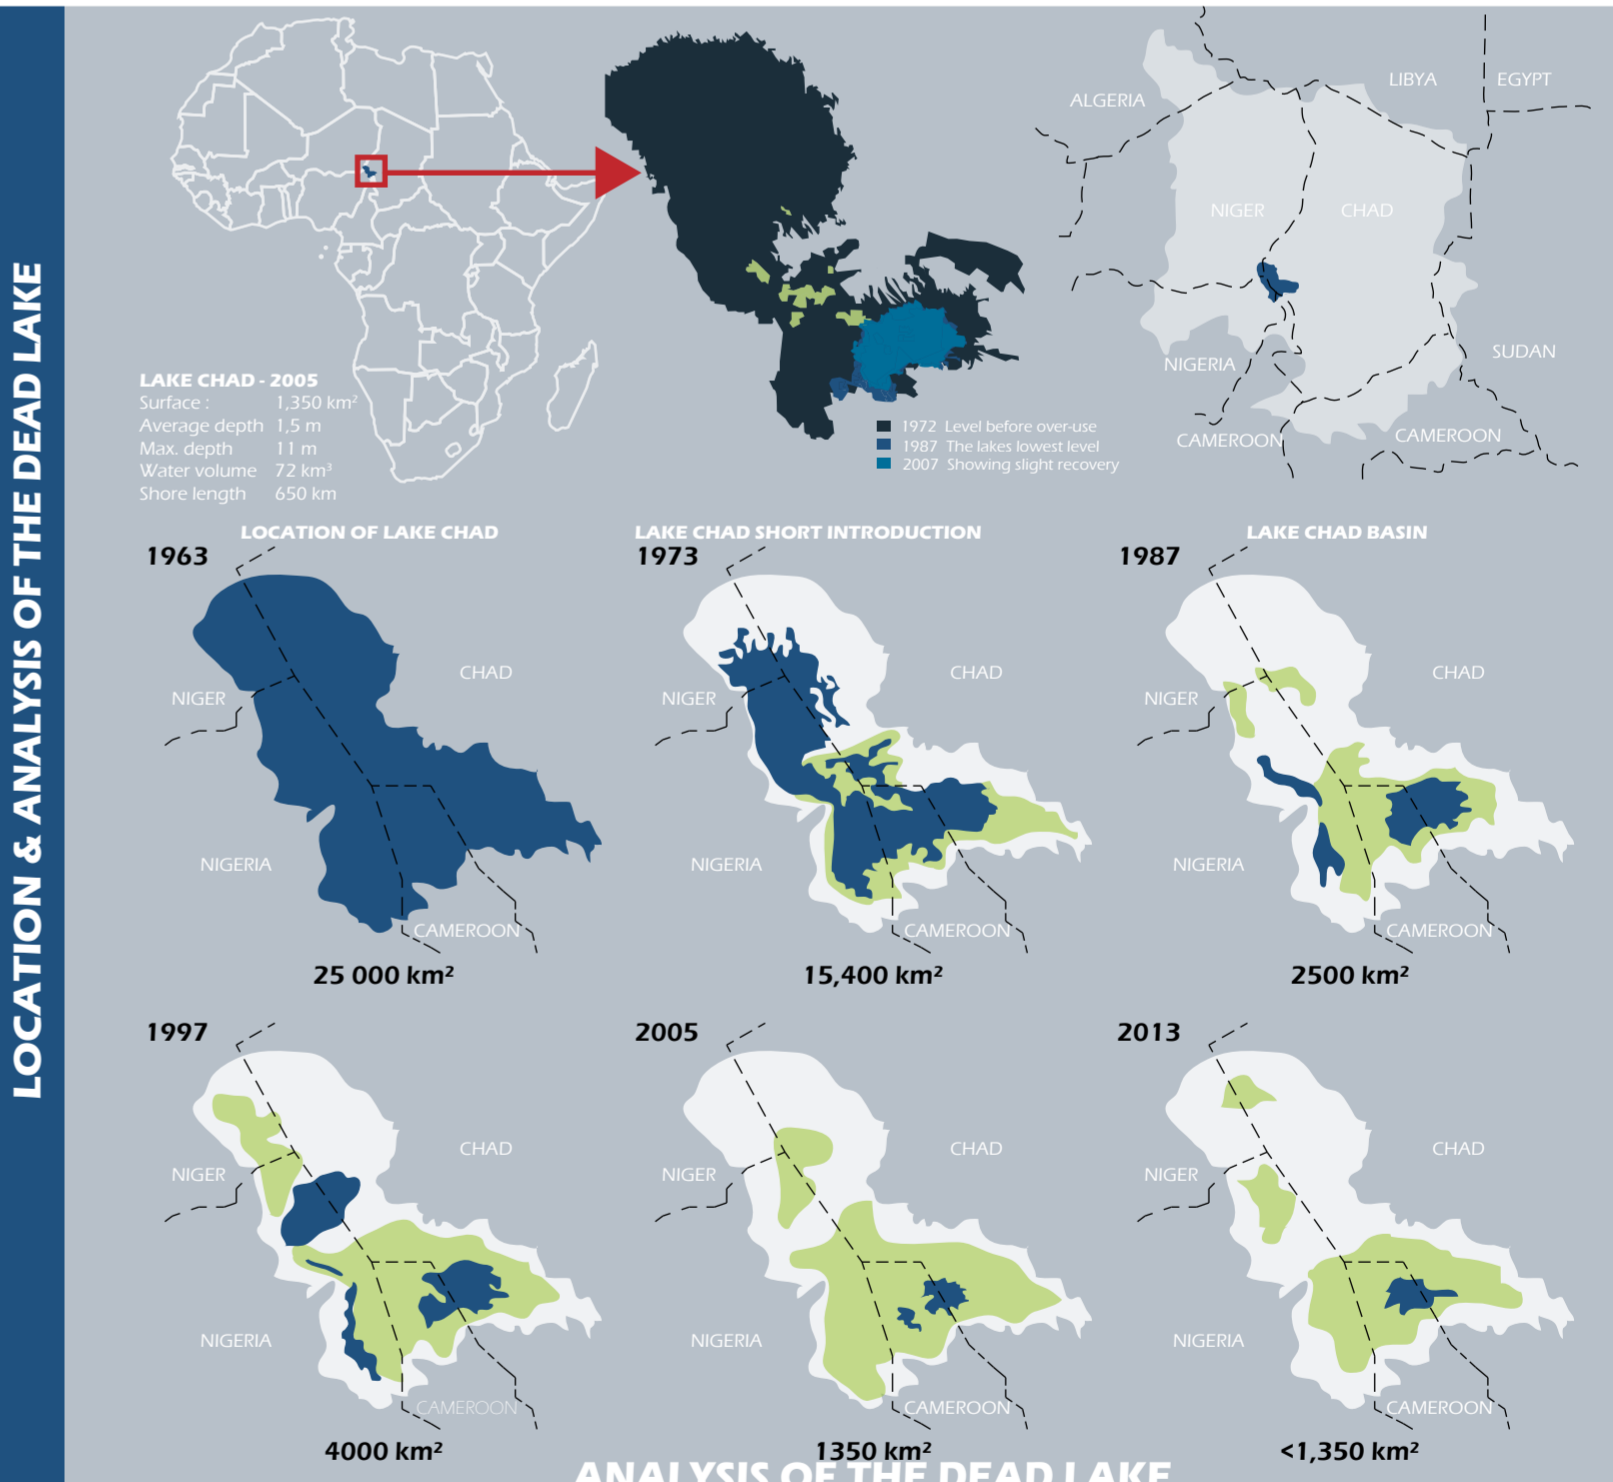 LOCATION & ANALYSIS OF THE DEAD LAKE
LAKE CHAD - 2005
Surface : 1,350 km²
Average depth 1,5 m
Max. depth 11 m
Water volume 72 km³
Shore length 650 km
1972 Level before over-use
1987 The lakes lowest level
2007 Showing slight recovery
ALGERIA
LIBYA
EGYPT
NIGER
CHAD
NIGERIA
SUDAN
CAMEROON
CAMEROON
LOCATION OF LAKE CHAD
LAKE CHAD SHORT INTRODUCTION
LAKE CHAD BASIN
1963
CHAD
NIGER
NIGERIA
CAMEROON
25 000 km²
1973
CHAD
NIGER
NIGERIA
CAMEROON
15,400 km²
1987
CHAD
NIGER
NIGERIA
CAMEROON
2500 km²
1997
CHAD
NIGER
NIGERIA
CAMEROON
4000 km²
2005
CHAD
NIGER
NIGERIA
CAMEROON
1350 km²
2013
CHAD
NIGER
NIGERIA
CAMEROON
<1,350 km²
ANALYSIS OF THE DEAD LAKE